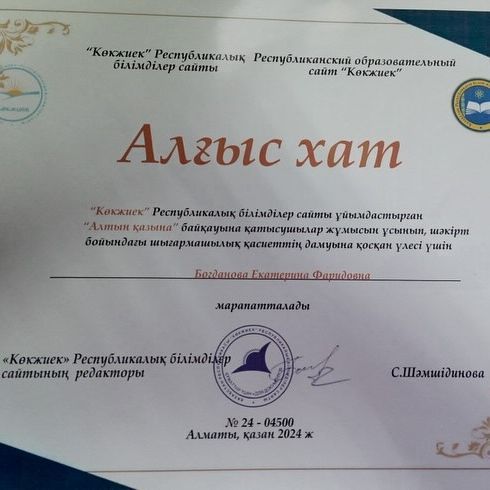 “Көкжиек” Республикалық білімділер сайты
Республиканский образовательный сайт “Көкжиек”
Алғыс хат
“Көкжиек” Республикалық білімділер сайты ұйымдастырған
“Алтын қазына” байқауына қатысушылар жұмысын ұсынып, шәкірт
бойындағы шығармашылық қасиеттің дамуына қосқан үлесі үшін
Богданова Екатерина Фаридовна
марапатталады
«Көкжиек» Республикалық білімділер
сайтының редакторы
С.Шәмшідинова
№ 24 - 04500
Алматы, қазан 2024 ж